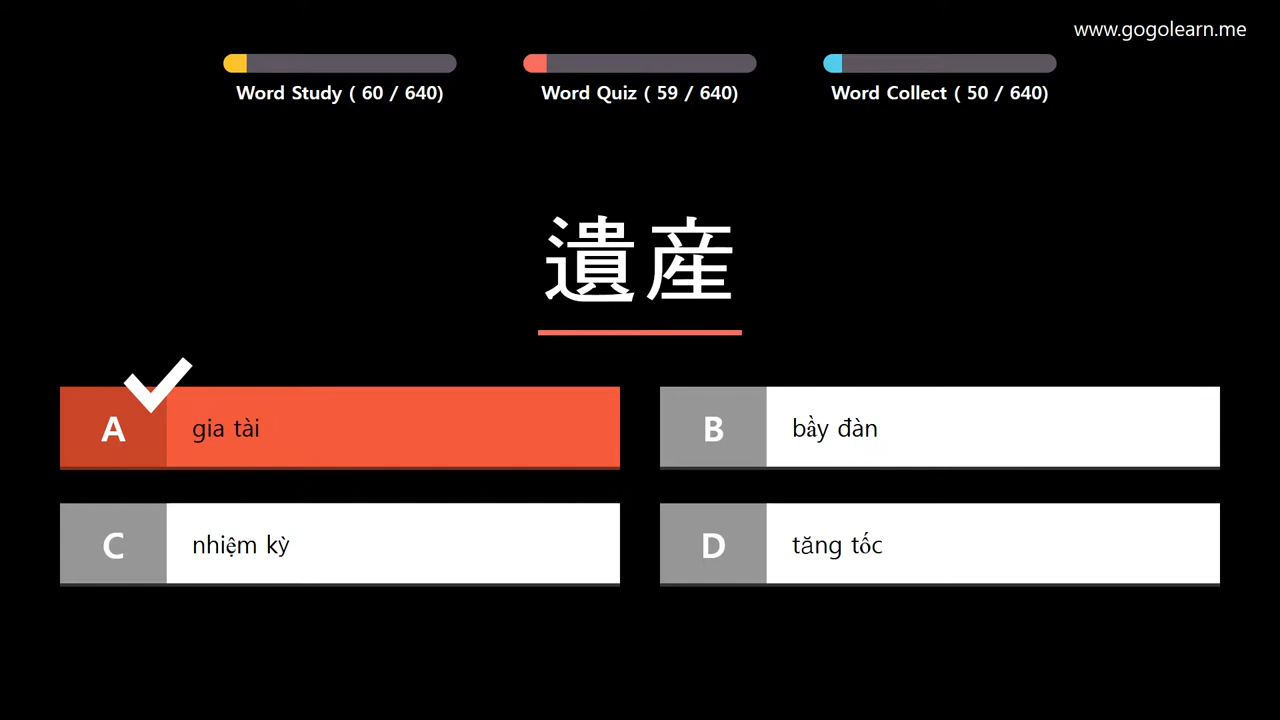 www.gogolearn.me
Word Study ( 60 / 640)
Word Quiz ( 59 / 640)
Word Collect ( 50 / 640)
遺産
A gia tài
B bầy đàn
C nhiệm kỳ
D tăng tốc